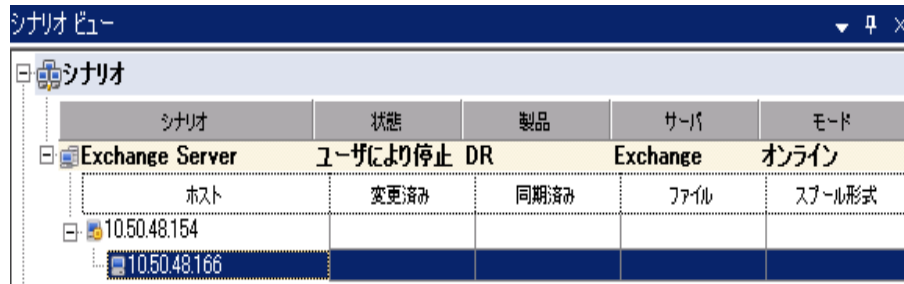 シナリオ ビュー
シナリオ
シナリオ 状態 製品 サーバ モード
Exchange Server ユーザにより停止 DR Exchange オンライン
ホスト 変更済み 同期済み ファイル スプール形式
10.50.48.154
10.50.48.166